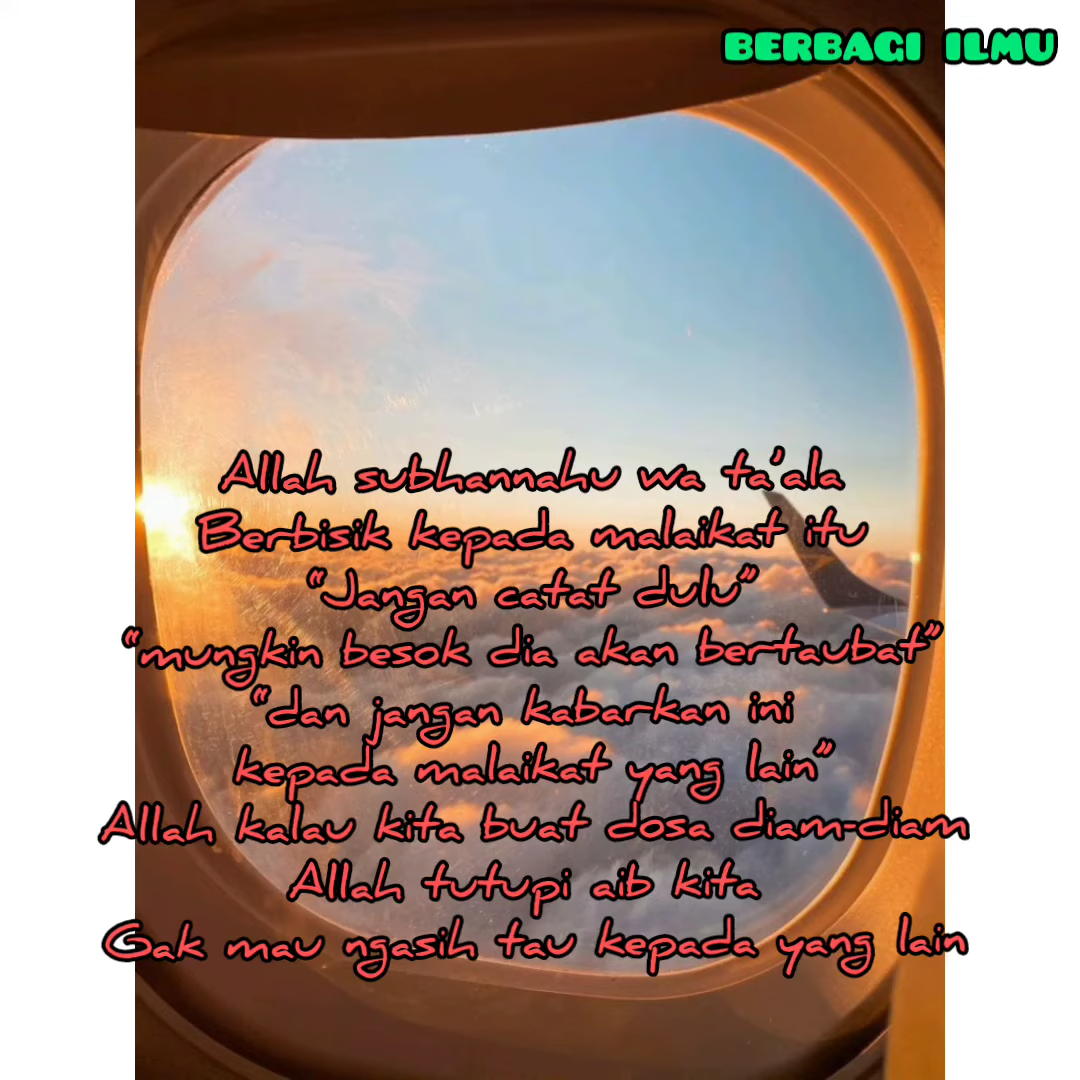 BERBAGI ILMU
Allah subhannahu wa ta'ala
Berbisik kepada malaikat itu
"Jangan catat dulu"
"mungkin besok dia akan bertaubat"
"dan jangan kabarkan ini
kepada malaikat yang lain"
Allah kalau kita buat dosa diam-diam
Allah tutupi aib kita
Gak mau ngasih tau kepada yang lain